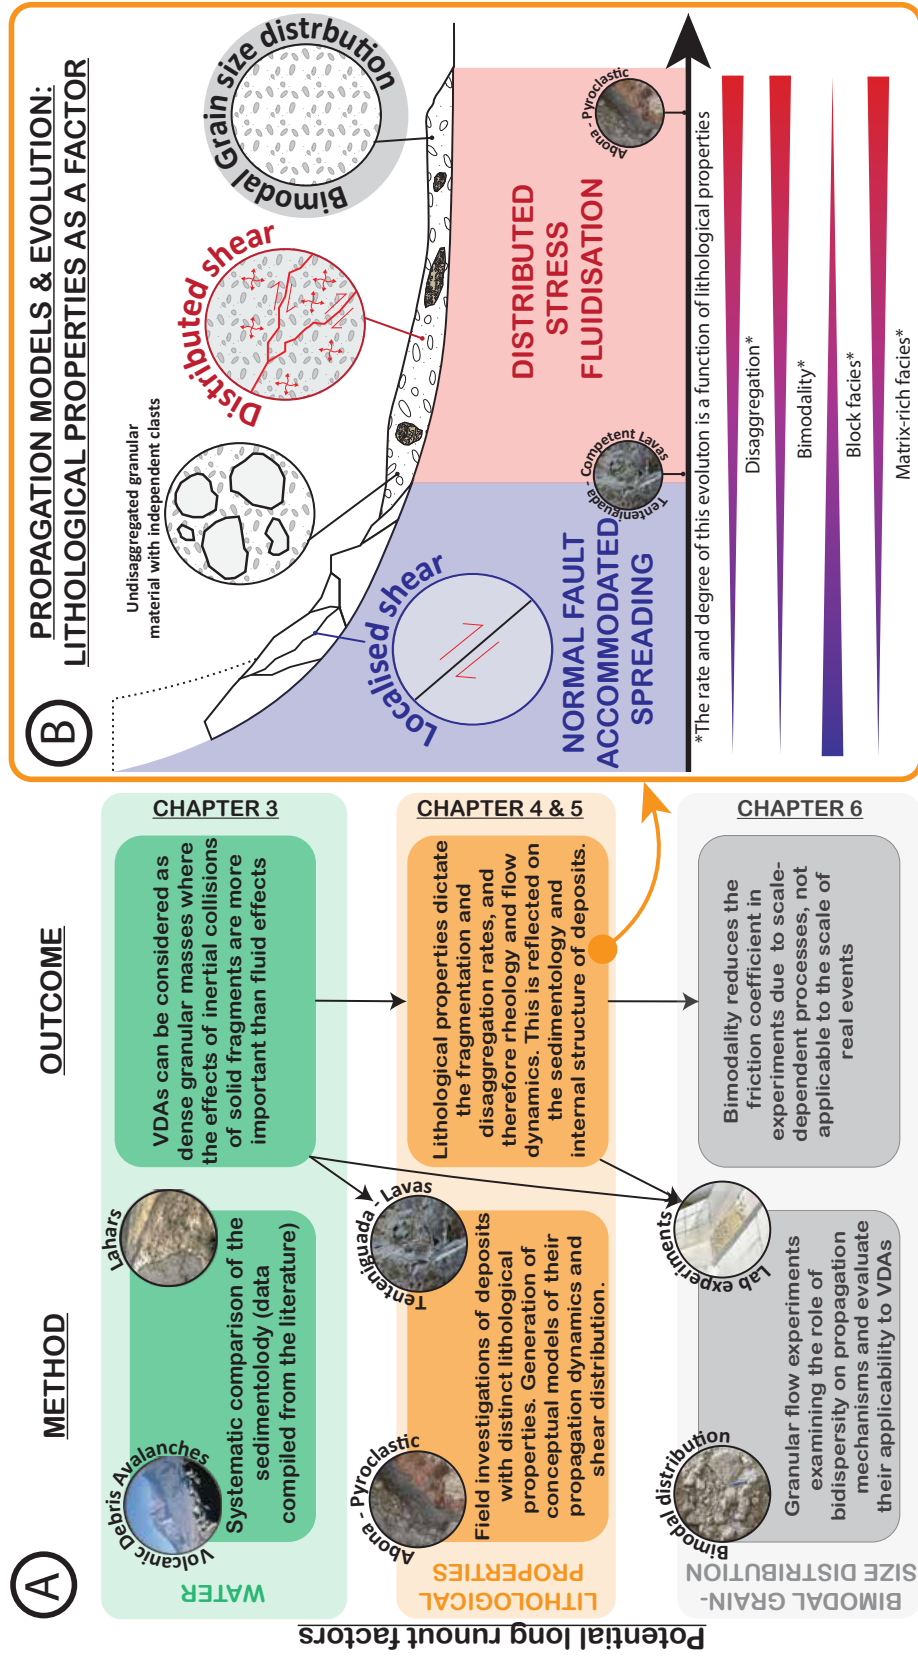 A
METHOD
OUTCOME
Potential long runout factors
WATER
Volcanic Debris Avalanches
Lahars
Systematic comparison of the
sedimentolody (data
compiled from the literature)
CHAPTER 3
VDAs can be considered as
dense granular masses where
the effects of inertial collisions
of solid fragments are more
important than fluid effects
LITHOLOGICAL
PROPERTIES
Abona - Pyroclastic
Tenteniguada - Lavas
Field investigations of deposits
with distinct lithological
properties. Generation of
conceptual models of their
propagation dynamics and
shear distribution.
CHAPTER 4 & 5
Lithological properties dictate
the fragmentation and
disaggregation rates, and
therefore rheology and flow
dynamics. This is reflected on
the sedimentology and
internal structure of deposits.
BIMODAL GRAIN-
SIZE DISTRIBUTION
Bimodal distribution
Lab experiments
Granular flow experiments
examining the role of
bidispersity on propagation
mechanisms and evaluate
their applicability to VDAs
CHAPTER 6
Bimodality reduces the
friction coefficient in
experiments due to scale-
dependent processes, not
applicable to the scale of
real events
B
PROPAGATION MODELS & EVOLUTION:
LITHOLOGICAL PROPERTIES AS A FACTOR
Undisaggregated granular
material with independent clasts
Distributed shear
Bimodal Grain size distrbution
Localised shear
NORMAL FAULT
ACCOMMODATED
SPREADING
DISTRIBUTED
STRESS
FLUIDISATION
Tenteniguada - Competent Lavas
Abona - Pyroclastic
*The rate and degree of this evoluton is a function of lithological properties
Disaggregation*
Bimodality*
Block facies*
Matrix-rich facies*